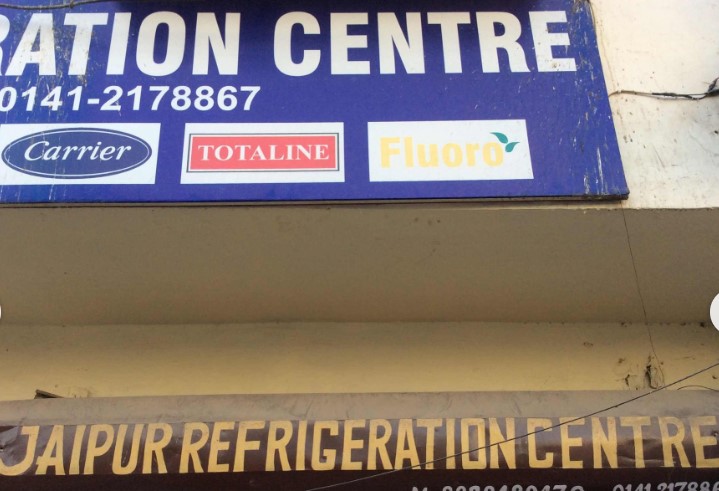 RATION CENTRE
0141-2178867
Carrier
TOTALINE
Fluoro
JAIPUR REFRIGERATION CENTRE